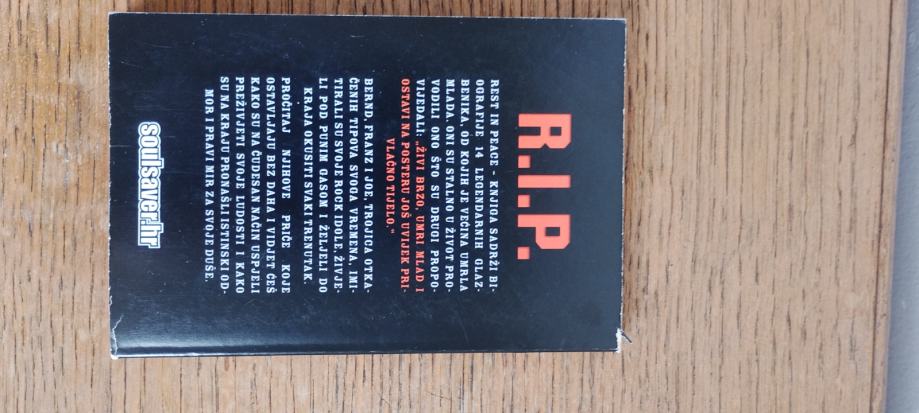 R.I.P.
REST IN PEACE - KNJIGA SADRŽI BI-
OGRAFIJE 14 LEGENDARNIH GLAZ-
BENIKA, OD KOJIH JE VEĆINA UMRLA
MLADA. ONI SU STALNO U ŽIVOT PRO-
VODILI ONO ŠTO SU DRUGI PROPO-
VIJEDALI: „ŽIVI BRZO, UMRI MLAD I
OSTAVI NA POSTERU JOŠ UVIJEK PRI-
VLAČNO TIJELO."
BERND, FRANZ I JOE, TROJICA OTKA-
ČENIH TIPOVA SVOGA VREMENA, IMI-
TIRALI SU SVOJE ROCK IDOLE, ŽIVJE-
LI POD PUNIM GASOM I ŽELJELI DO
KRAJA OKUSITI SVAKI TRENUTAK.
PROČITAJ NJIHOVE PRIČE KOJE
OSTAVLJAJU BEZ DAHA I VIDJET ĆEŠ
KAKO SU NA ČUDESAN NAČIN USPJELI
PREŽIVJETI SVOJE LUDOSTI I KAKO
SU NA KRAJU PRONAŠLI ISTINSKI OD-
MOR I PRAVI MIR ZA SVOJE DUŠE.
soulsaver.hr